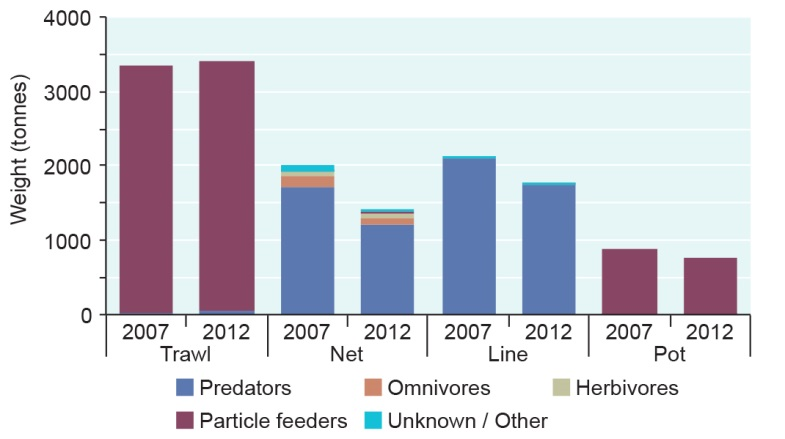 4000
3000
2000
1000
0
Weight (tonnes)
2007 2012 2007 2012 2007 2012 2007 2012
Trawl Net Line Pot
Predators Omnivores Herbivores
Particle feeders Unknown / Other